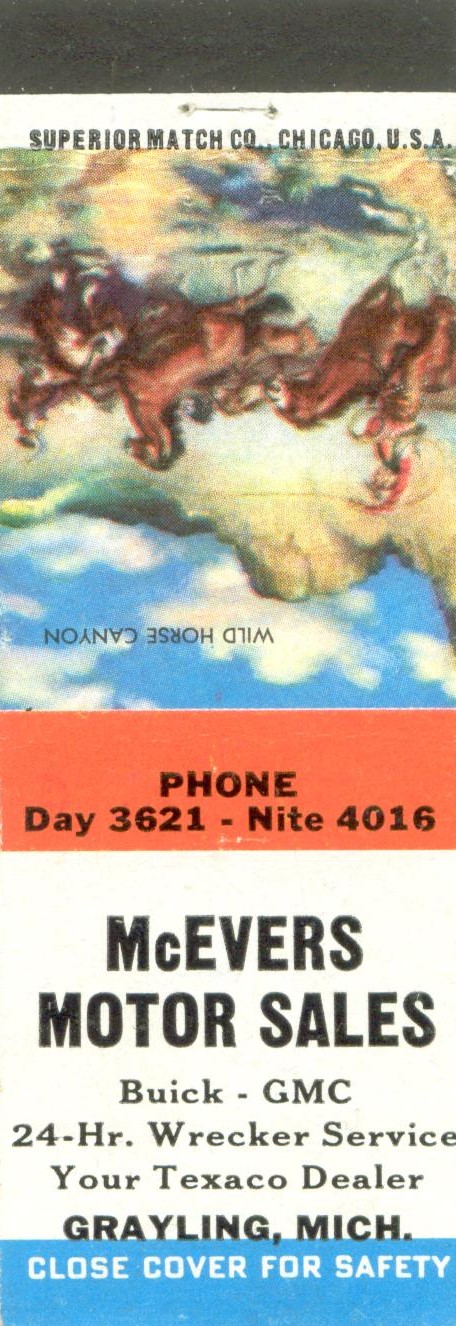 SUPERIOR MATCH CO., CHICAGO, U.S.A.
WILD HORSE CANYON
PHONE
Day 3621 - Nite 4016
McEVERS
MOTOR SALES
Buick - GMC
24-Hr. Wrecker Service
Your Texaco Dealer
GRAYLING, MICH.
CLOSE COVER FOR SAFETY